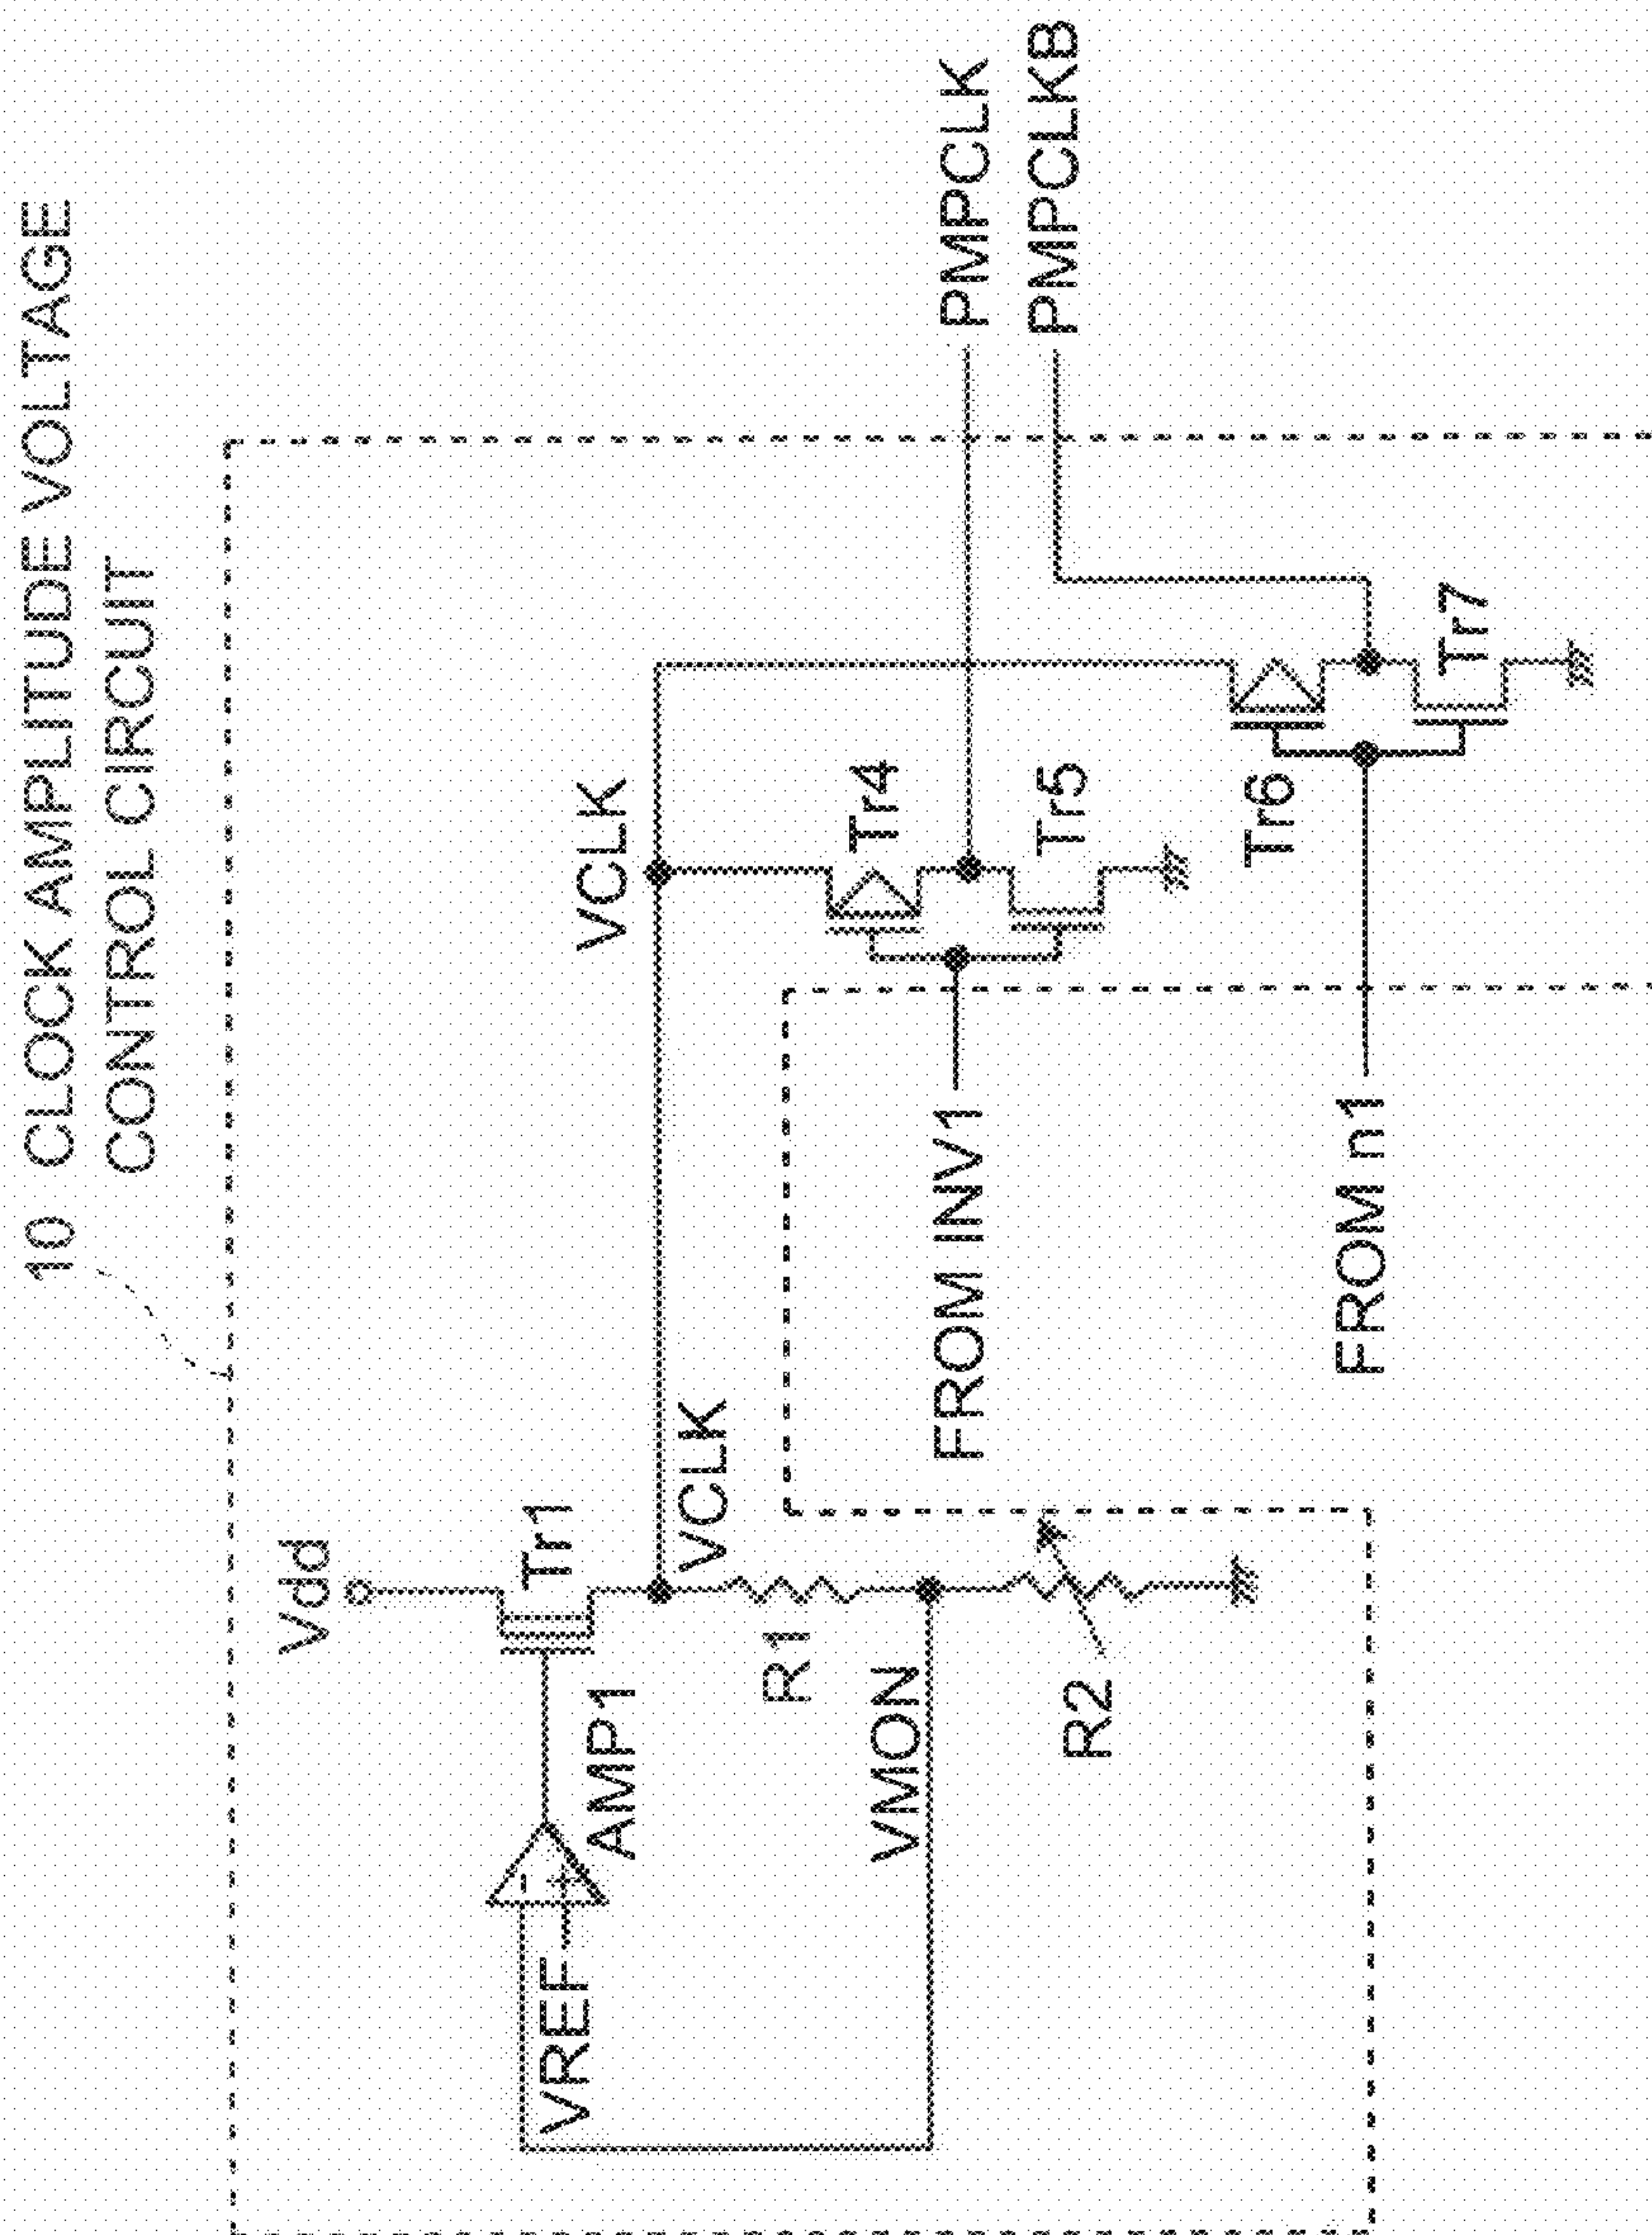 10 CLOCK AMPLITUDE VOLTAGE
CONTROL CIRCUIT
Vdd
Tr1
AMP1
-
+
VREF
VCLK
VCLK
R1
VMON
R2
Tr4
Tr5
FROM INV1
Tr6
Tr7
FROM n1
PMPCLK
PMPCLKB